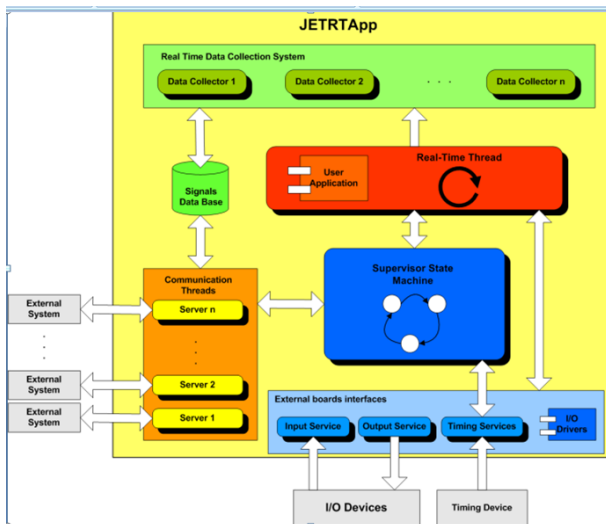 JETRTApp
Real Time Data Collection System
Data Collector 1
Data Collector 2
. . .
Data Collector n
Real-Time Thread
User
Application
Signals
Data Base
Supervisor State
Machine
Communication
Threads
Server n
.
.
.
Server 2
Server 1
External
System
.
.
.
External
System
External
System
External boards interfaces
Input Service
Output Service
Timing Services
I/O
Drivers
I/O Devices
Timing Device